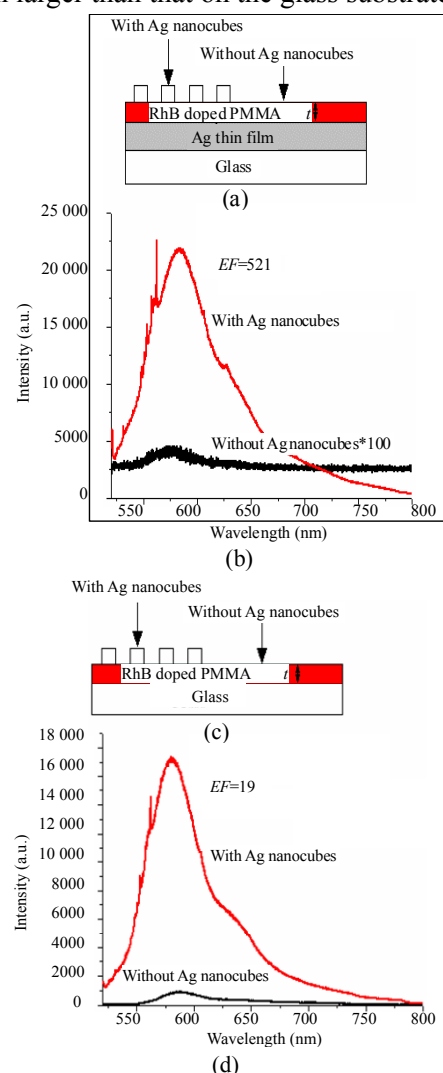 larger than that on the glass substrate
With Ag nanocubes
Without Ag nanocubes
RhB doped PMMA t
Ag thin film
Glass
(a)
25 000
20 000
15 000
10 000
5000
0
Intensity (a.u.)
EF=521
With Ag nanocubes
Without Ag nanocubes*100
550 600 650 700 750 800
Wavelength (nm)
(b)
With Ag nanocubes
Without Ag nanocubes
RhB doped PMMA t
Glass
(c)
18 000
16 000
14 000
12 000
10 000
8000
6000
4000
2000
0
Intensity (a.u.)
EF=19
With Ag nanocubes
Without Ag nanocubes
550 600 650 700 750 800
Wavelength (nm)
(d)